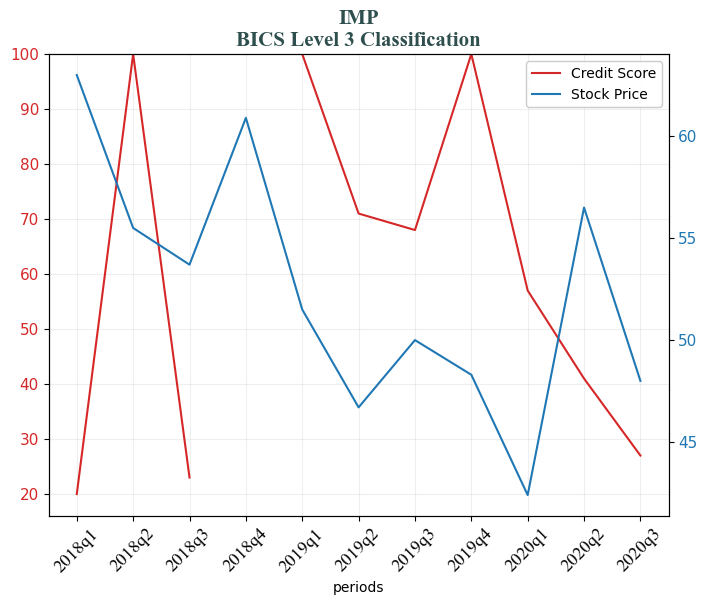 IMP
BICS Level 3 Classification
Credit Score
Stock Price
100
90
80
70
60
50
40
30
20
60
55
50
45
2018q1
2018q2
2018q3
2018q4
2019q1
2019q2
2019q3
2019q4
2020q1
2020q2
2020q3
periods